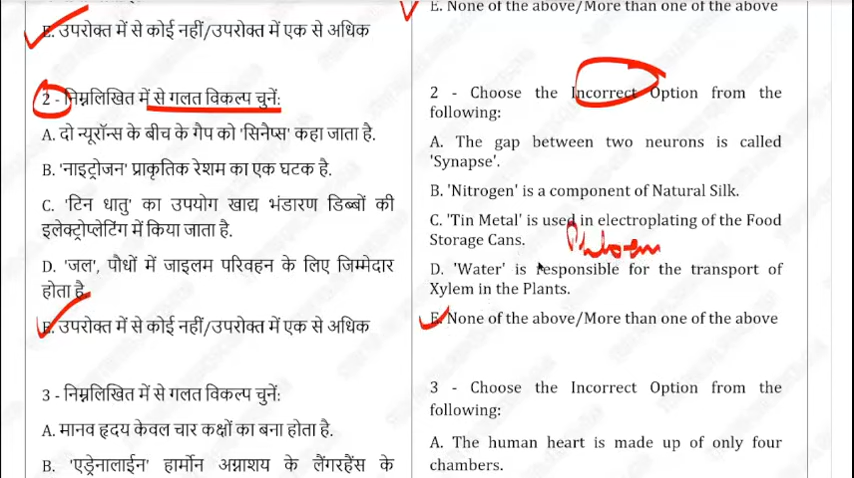 E. उपरोक्त में से कोई नहीं/उपरोक्त में एक से अधिक
2 - निम्नलिखित में से गलत विकल्प चुनें:
A. दो न्यूरॉन्स के बीच के गैप को 'सिनैप्स' कहा जाता है.
B. 'नाइट्रोजन' प्राकृतिक रेशम का एक घटक है.
C. 'टिन धातु' का उपयोग खाद्य भंडारण डिब्बों की
इलेक्ट्रोप्लेटिंग में किया जाता है.
D. 'जल', पौधों में जाइलम परिवहन के लिए जिम्मेदार
होता है.
E. उपरोक्त में से कोई नहीं/उपरोक्त में एक से अधिक
3 - निम्नलिखित में से गलत विकल्प चुनें:
A. मानव हृदय केवल चार कक्षों का बना होता है.
B. 'एड्रेनालाईन' हार्मोन अग्नाशय के लैंगरहैंस के
E. None of the above/More than one of the above
2 - Choose the Incorrect Option from the
following:
A. The gap between two neurons is called
'Synapse'.
B. 'Nitrogen' is a component of Natural Silk.
C. 'Tin Metal' is used in electroplating of the Food
Storage Cans.
Phloem
D. 'Water' is responsible for the transport of
Xylem in the Plants.
E. None of the above/More than one of the above
3 - Choose the Incorrect Option from the
following:
A. The human heart is made up of only four
chambers.